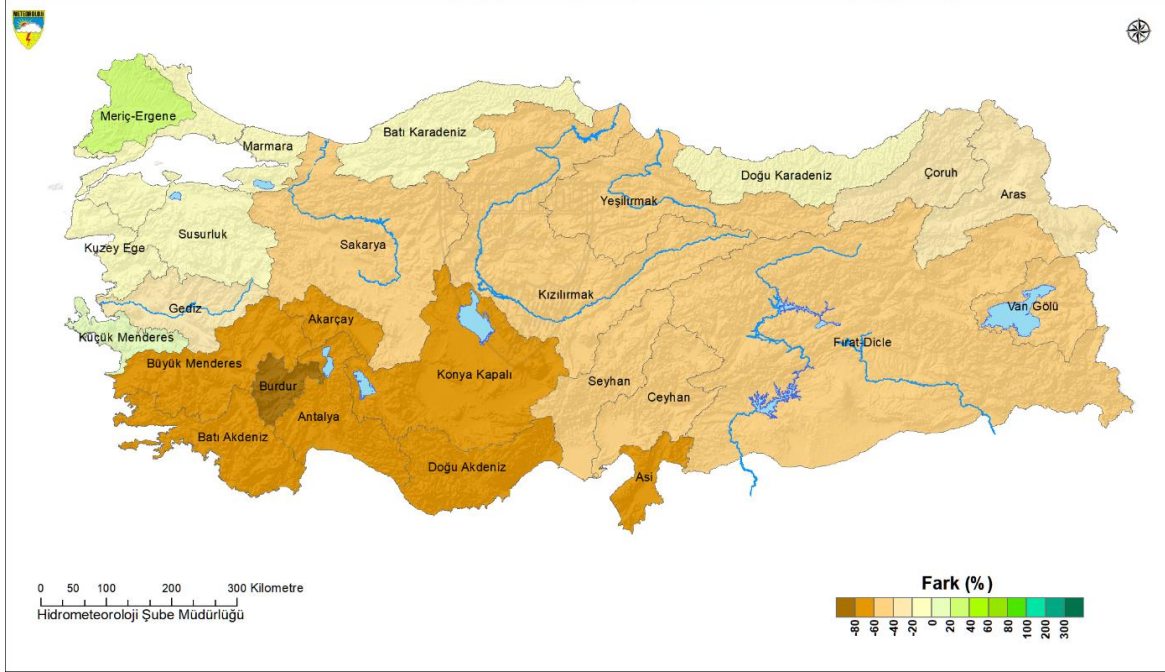 METEOROLOJİ
Meriç-Ergene
Marmara
Batı Karadeniz
Doğu Karadeniz
Çoruh
Aras
Yeşilırmak
Susurluk
Kuzey Ege
Sakarya
Gediz
Kızılırmak
Van Gölü
Akarçay
Küçük Menderes
Fırat-Dicle
Büyük Menderes
Burdur
Konya Kapalı
Seyhan
Ceyhan
Antalya
Batı Akdeniz
Doğu Akdeniz
Asi
0 50 100 200 300 Kilometre
Hidrometeoroloji Şube Müdürlüğü
Fark (%)
-80 -60 -40 -20 0 20 40 60 80 100 200 300